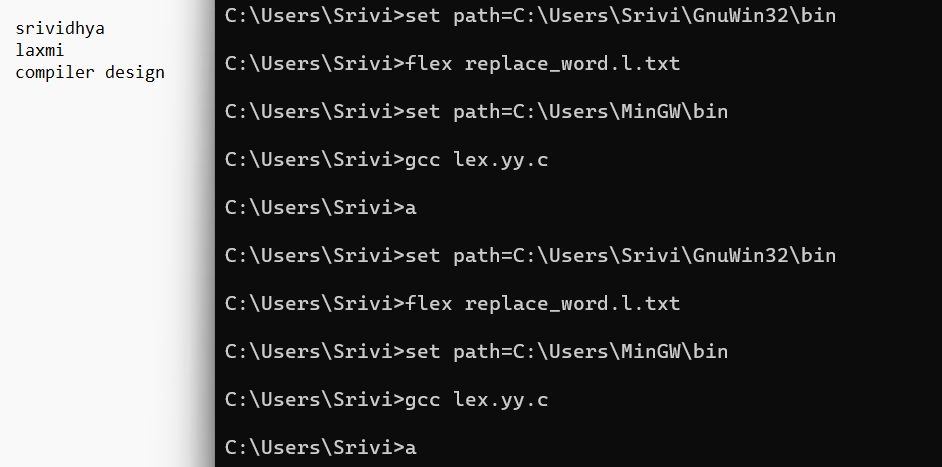 srividhya
laxmi
compiler design
C:\Users\Srivi>set path=C:\Users\Srivi\GnuWin32\bin
C:\Users\Srivi>flex replace_word.l.txt
C:\Users\Srivi>set path=C:\Users\MinGW\bin
C:\Users\Srivi>gcc lex.yy.c
C:\Users\Srivi>a
C:\Users\Srivi>set path=C:\Users\Srivi\GnuWin32\bin
C:\Users\Srivi>flex replace_word.l.txt
C:\Users\Srivi>set path=C:\Users\MinGW\bin
C:\Users\Srivi>gcc lex.yy.c
C:\Users\Srivi>a